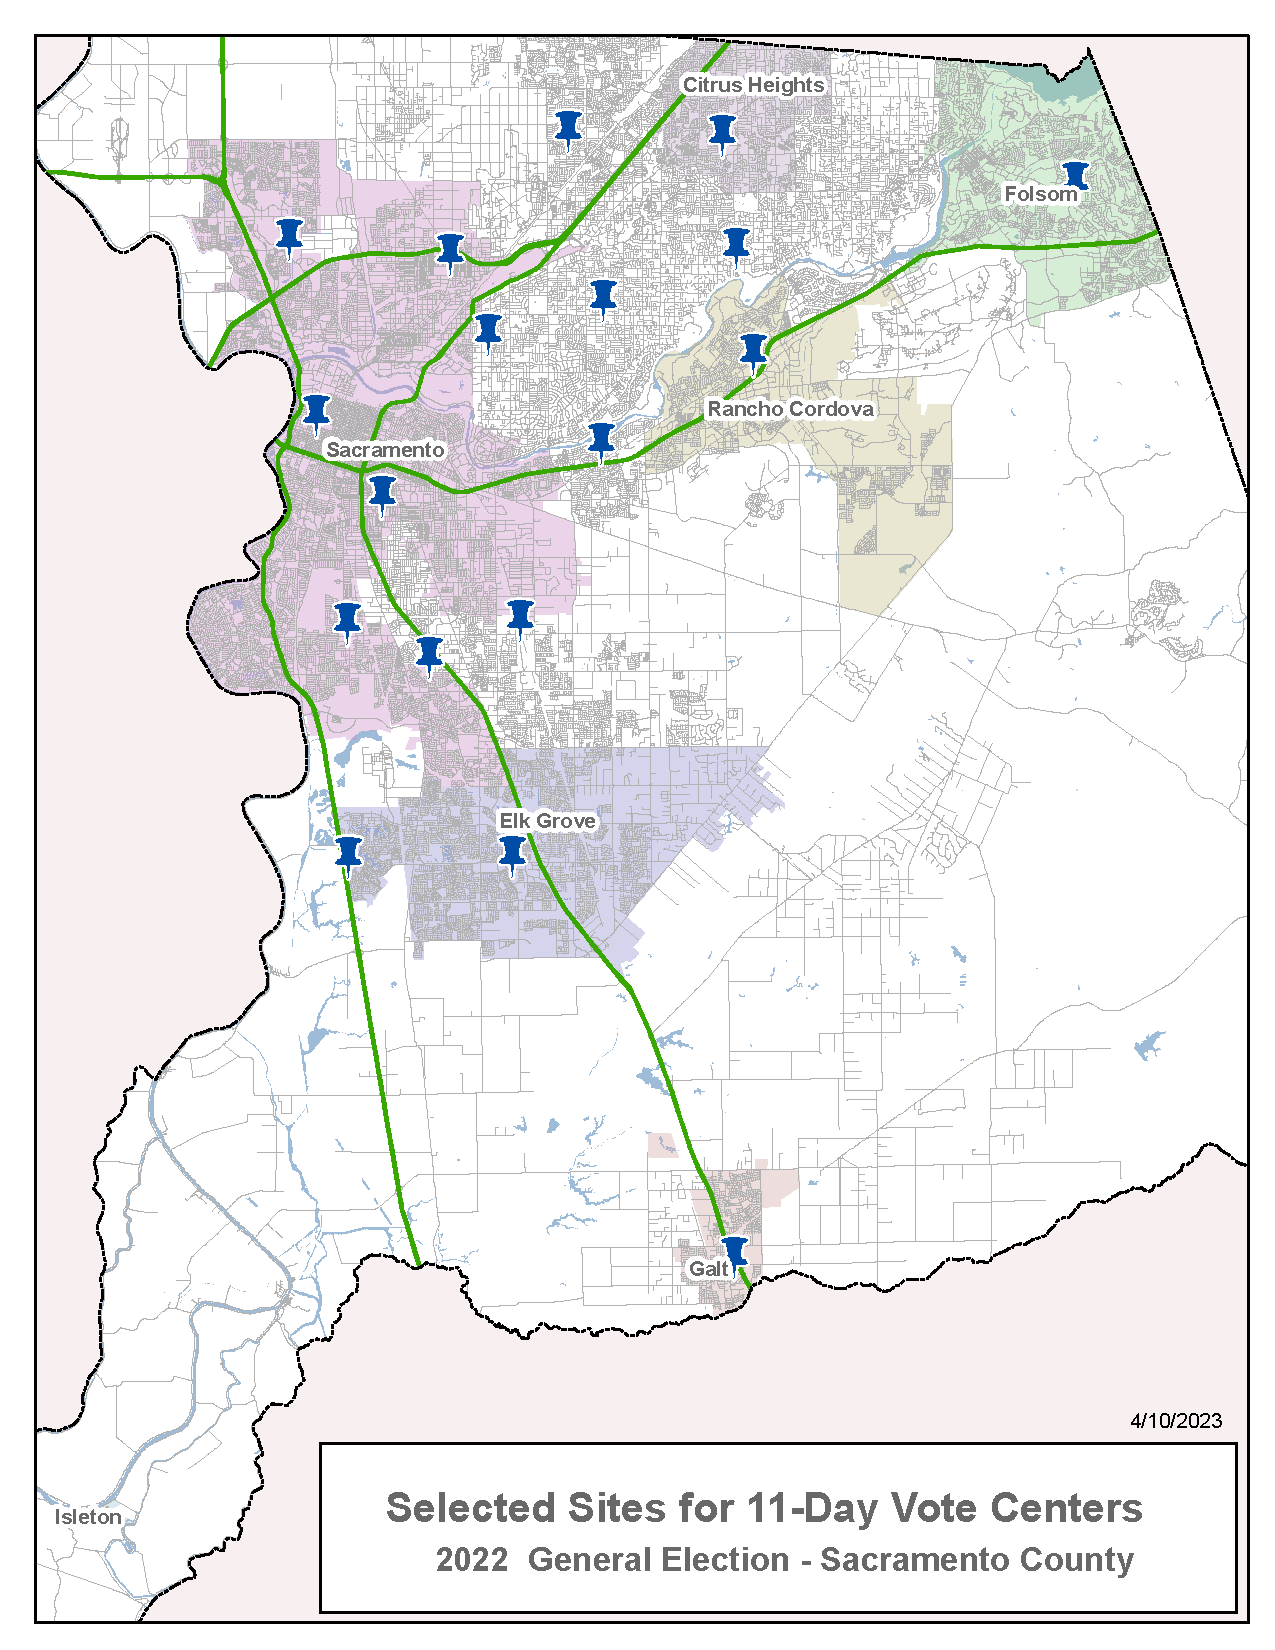 Citrus Heights
Folsom
Rancho Cordova
Sacramento
Elk Grove
Galt
4/10/2023
Isleton
Selected Sites for 11-Day Vote Centers
2022 General Election - Sacramento County